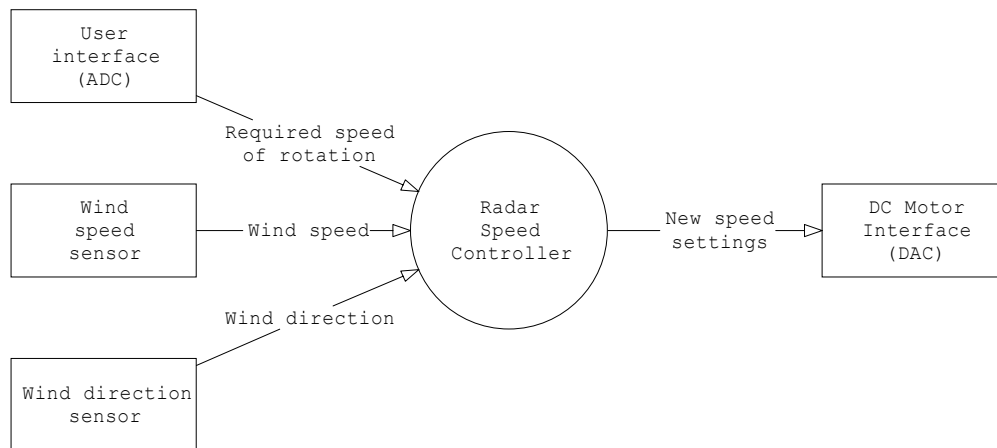 User
interface
(ADC)
Required speed
of rotation
Wind
speed
sensor
Wind speed
Radar
Speed
Controller
New speed
settings
DC Motor
Interface
(DAC)
Wind direction
Wind direction
sensor